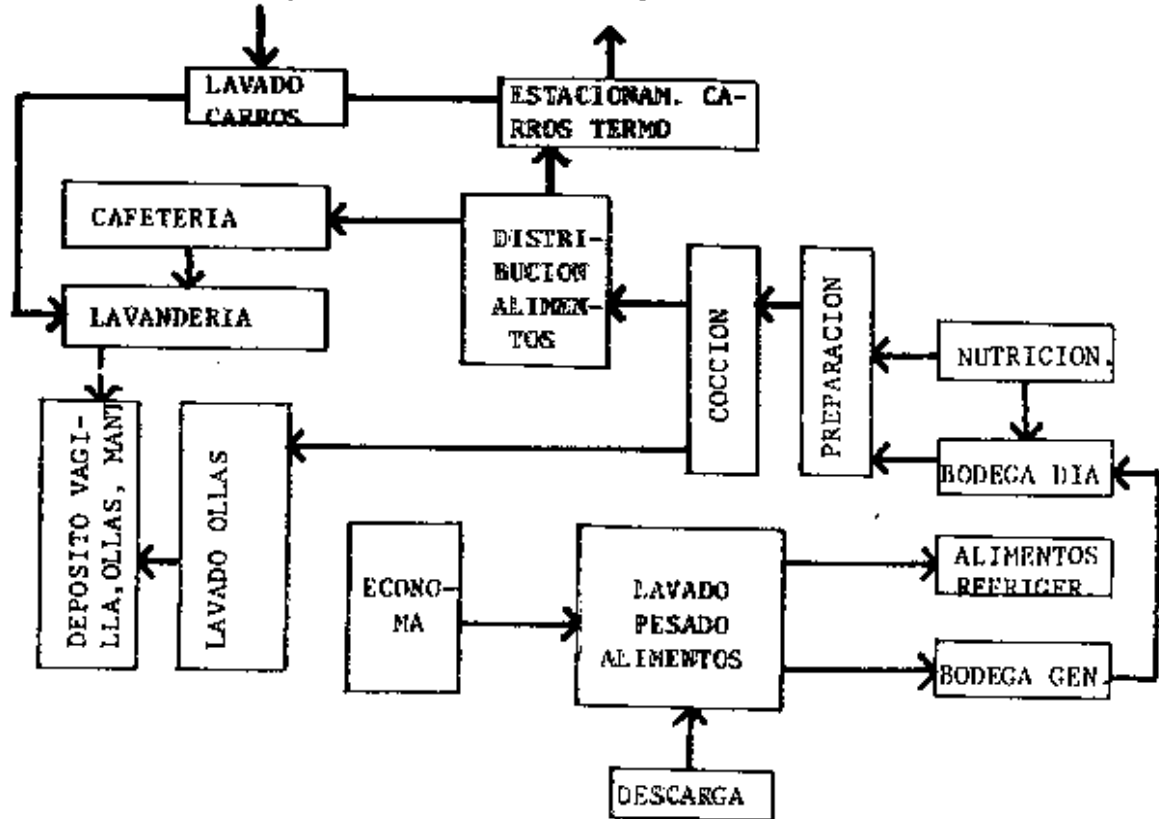 LAVADO
CARROS
ESTACIONAM. CA-
RROS TERMO
CAFETERIA
DISTRI-
BUCION
ALIMEN-
TOS
LAVANDERIA
COCCION
PREPARACION
NUTRICION.
BODEGA DIA
DEPOSITO VAGI-
LLA,OLLAS, MANT
LAVADO OLLAS
ECONO-
MA
LAVADO
PESADO
ALIMENTOS
ALIMENTOS
REFRIGER.
BODEGA GEN.
DESCARGA